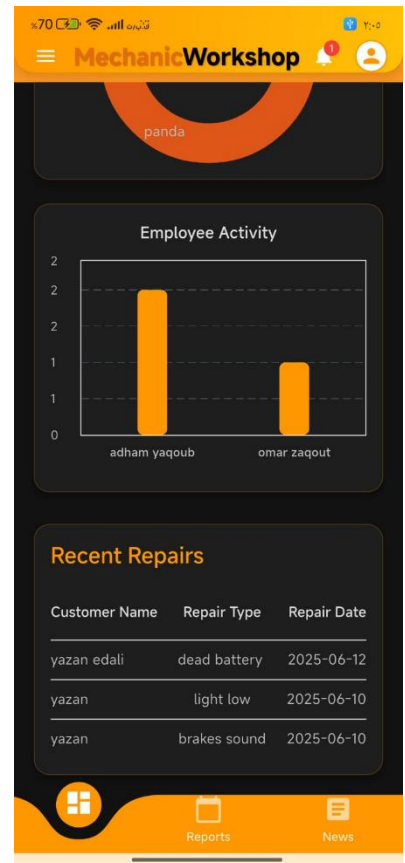 %70
٢:٠٥
MechanicWorkshop
1
panda
Employee Activity
2
2
2
1
1
0
adham yaqoub omar zaqout
Recent Repairs
Customer Name Repair Type Repair Date
yazan edali dead battery 2025-06-12
yazan light low 2025-06-10
yazan brakes sound 2025-06-10
Reports News